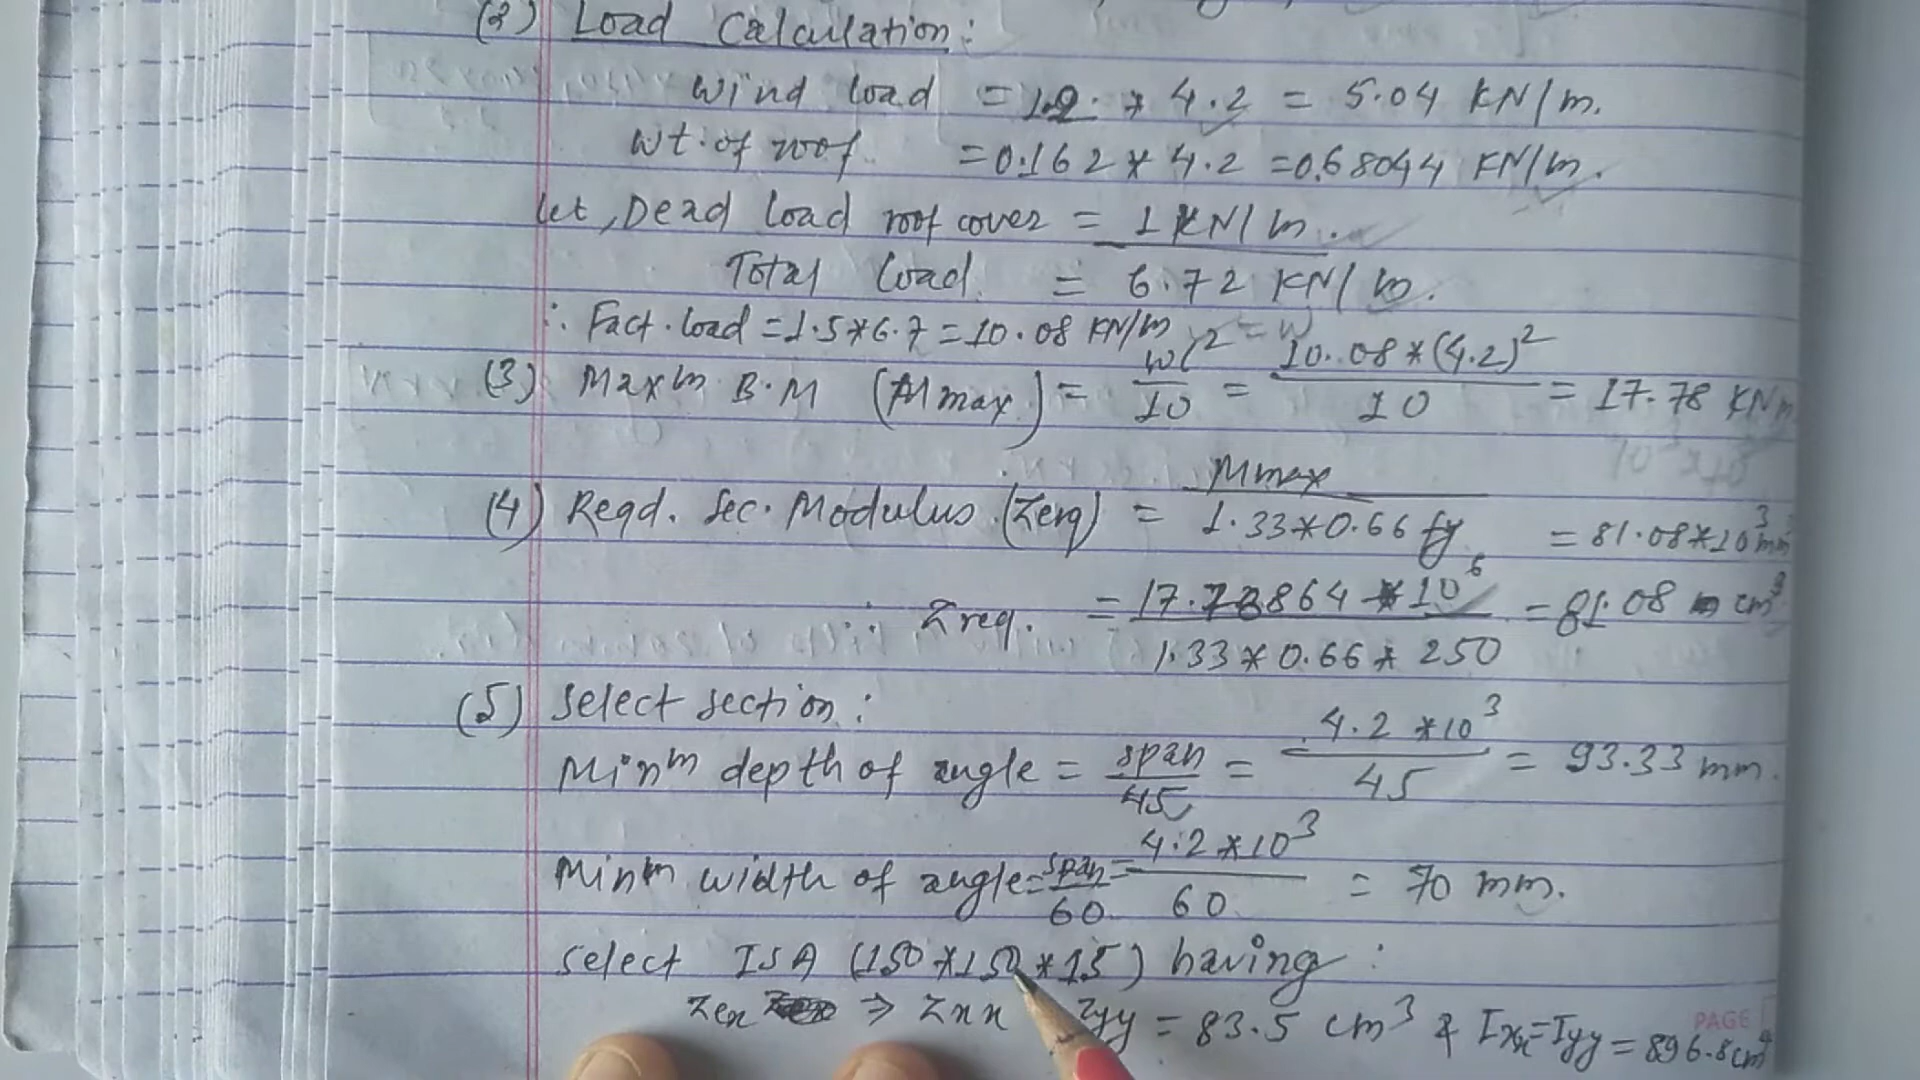 (2) Load Calculation:
Wind load = 1.2 * 4.2 = 5.04 KN/m.
Wt. of roof = 0.162 * 4.2 = 0.68044 KN/m.
Let, Dead load roof cover = 1 KN/m.
Total load = 6.72 KN/m.
∴ Fact. load = 1.5*6.7 = 10.08 KN/m
(3) Maxm B.M (Mmax) = wl²/10 = 10.08*(4.2)²/10 = 17.78 KNm
(4) Reqd. Sec. Modulus (Zerq) = Mmax/1.33*0.66 fy = 81.08*10³ mm³
∴ Zreq. = 17.78864 * 10⁶/1.33*0.66*250 = 81.08 cm³
(5) Select section:
Minm depth of angle = span/45 = 4.2*10³/45 = 93.33 mm.
Minm width of angle = span/60 = 4.2*10³/60 = 70 mm.
Select ISA (150*150*15) having:
⇒ Zxx Zyy = 83.5 cm³ & Ixx=Iyy = 896.8cm⁴
PAGE